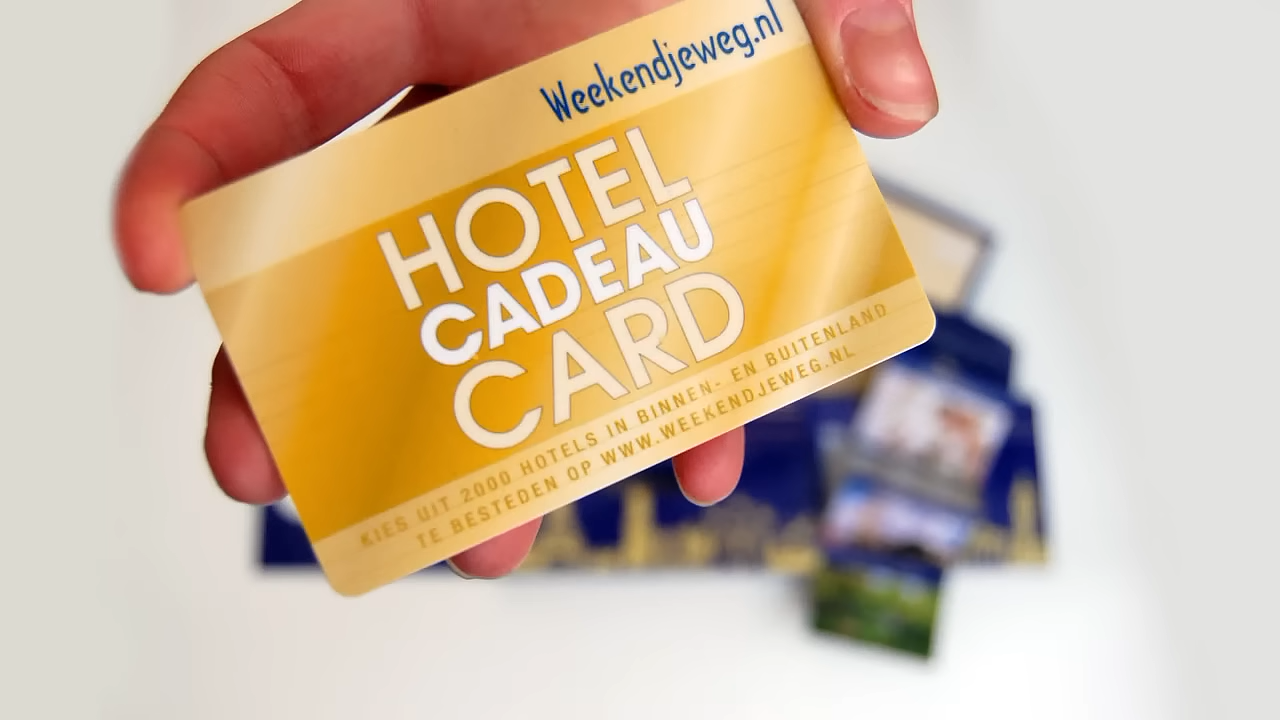 Weekendjeweg.nl
HOTEL
CADEAU
CARD
KIES UIT 2000 HOTELS IN BINNEN- EN BUITENLAND
TE BESTEDEN OP WWW.WEEKENDJEWEG.NL